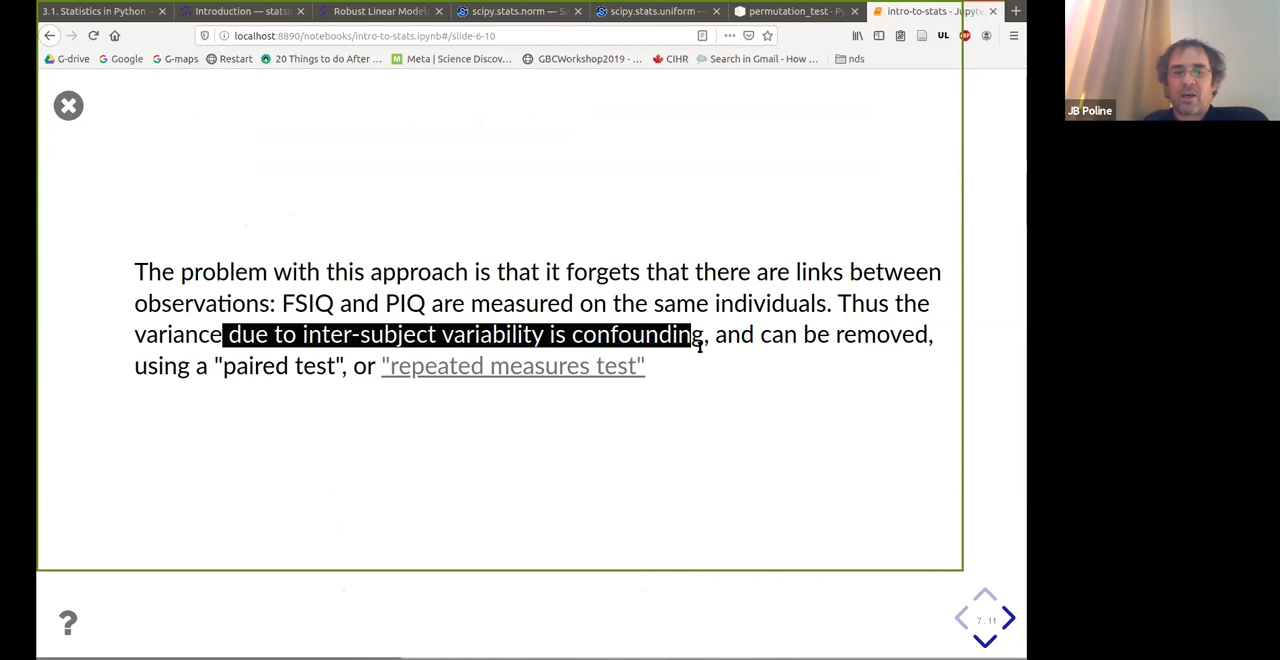 3.1. Statistics in Python
Introduction — stats
Robust Linear Model
scipy.stats.norm — S
scipy.stats.uniform —
permutation_test - Py
intro-to-stats - Jupyte
localhost:8890/notebooks/intro-to-stats.ipynb#/slide-6-10
UL
G-drive
Google
G-maps
Restart
20 Things to do After ...
Meta | Science Discov...
GBCWorkshop2019 - ...
CIHR
Search in Gmail - How ...
nds
JB Poline
The problem with this approach is that it forgets that there are links between
observations: FSIQ and PIQ are measured on the same individuals. Thus the
variance due to inter-subject variability is confounding, and can be removed,
using a "paired test", or "repeated measures test"
?
7 . 11